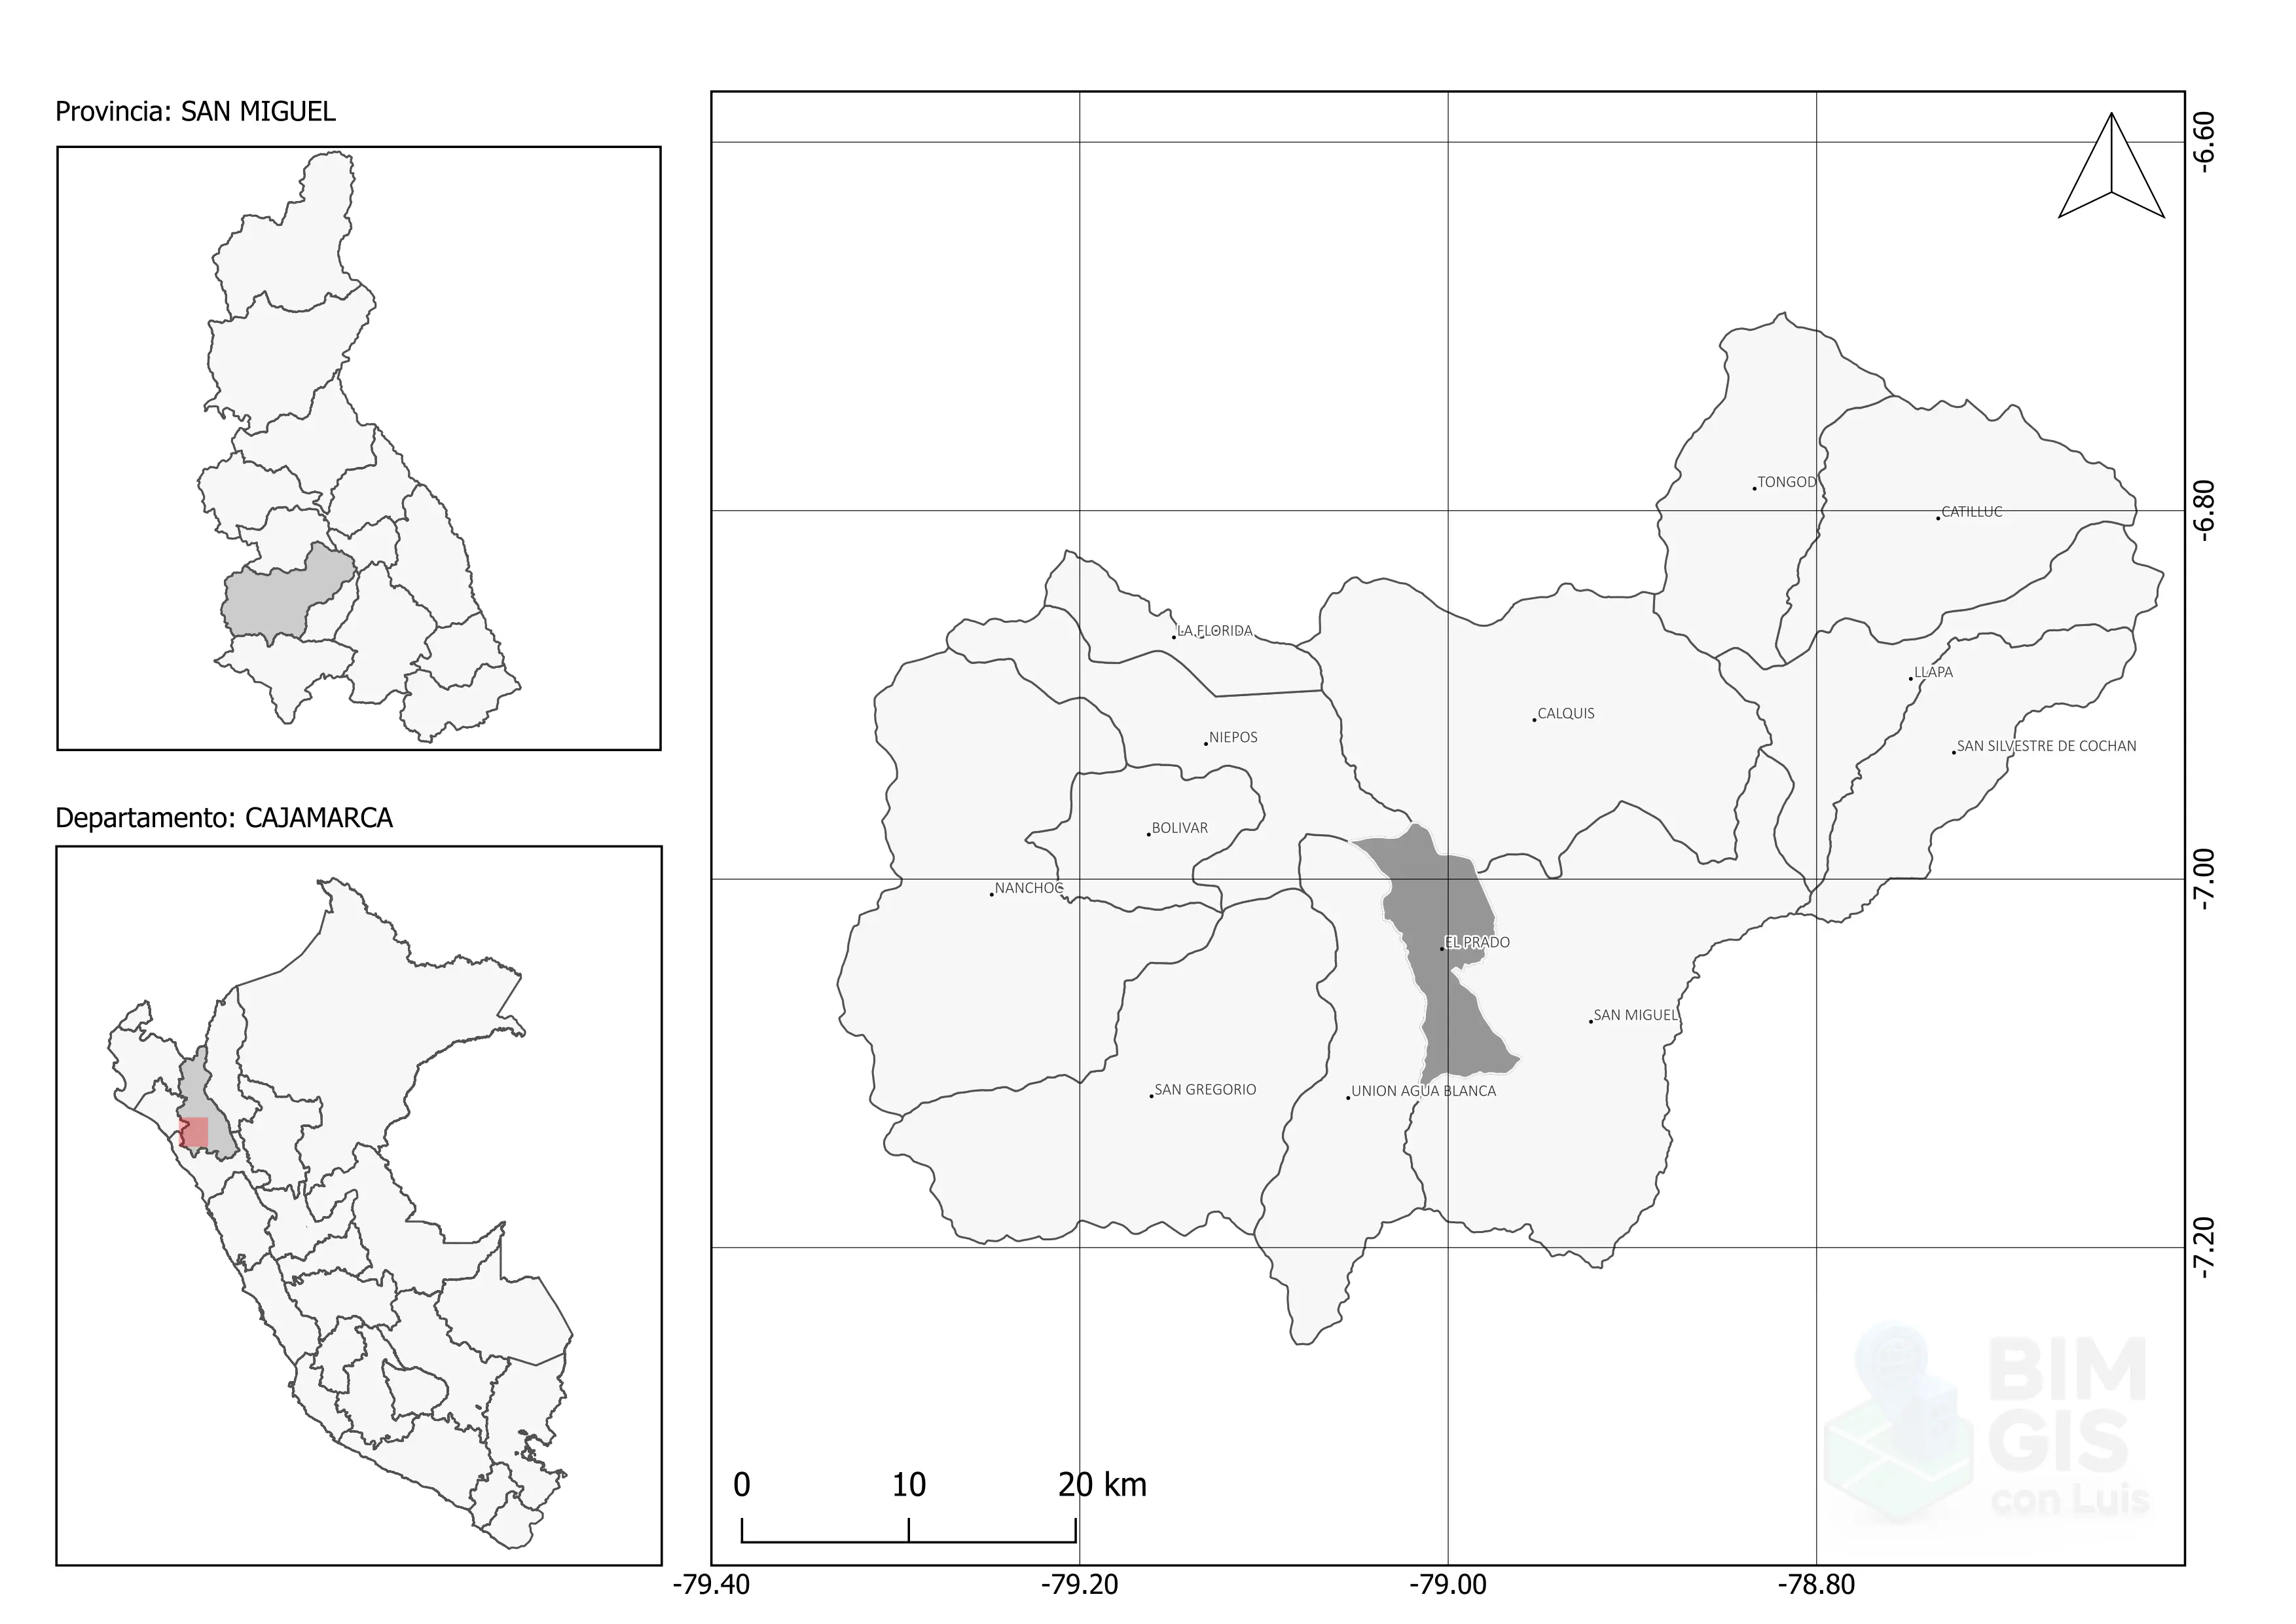 Provincia: SAN MIGUEL
Departamento: CAJAMARCA
TONGOD
CATILLUC
LA FLORIDA
LLAPA
CALQUIS
NIEPOS
SAN SILVESTRE DE COCHAN
BOLIVAR
NANCHOC
EL PRADO
SAN MIGUEL
SAN GREGORIO
UNION AGUA BLANCA
-6.60
-6.80
-7.00
-7.20
0 10 20 km
-79.40 -79.20 -79.00 -78.80
BIM
GIS
con Luis